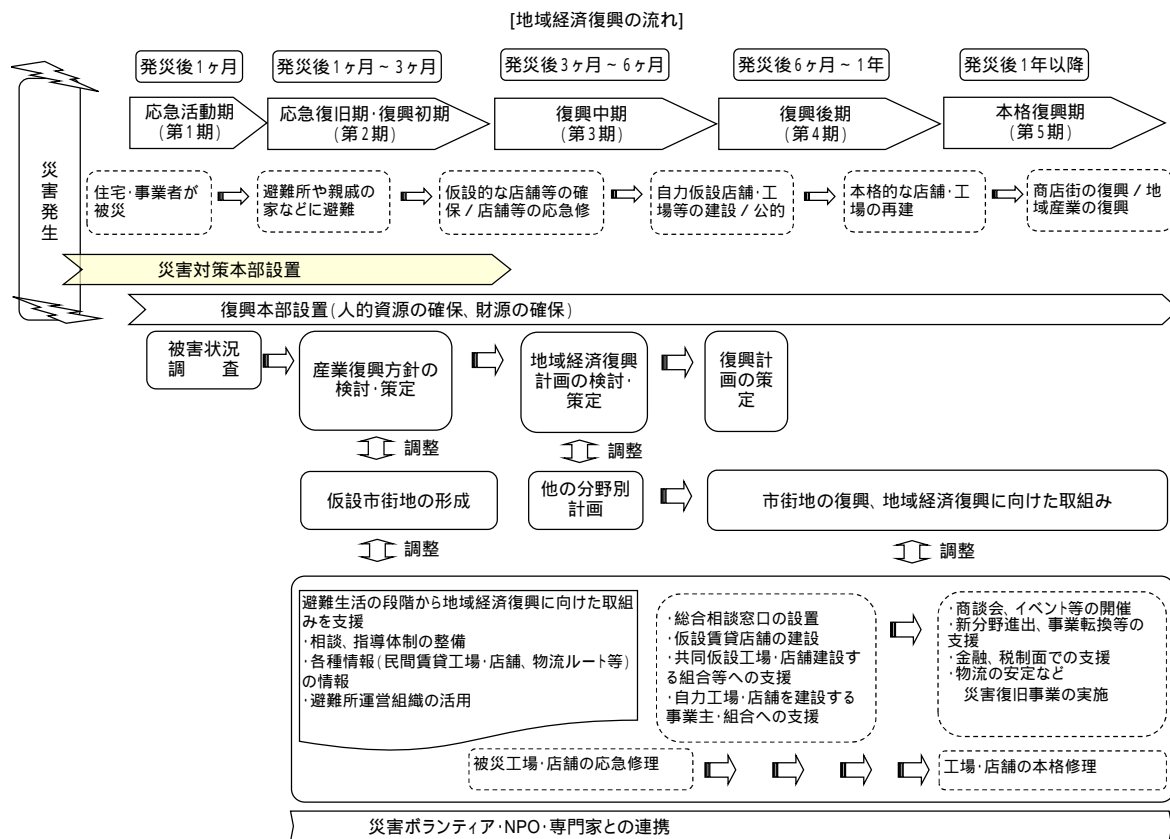 [地域経済復興の流れ]
発災後1ヶ月
発災後1ヶ月~3ヶ月
発災後3ヶ月~6ヶ月
発災後6ヶ月~1年
発災後1年以降
応急活動期
(第1期)
応急復旧期・復興初期
(第2期)
復興中期
(第3期)
復興後期
(第4期)
本格復興期
(第5期)
災害発生
住宅・事業者が
被災
避難所や親戚の
家などに避難
仮設的な店舗等の確
保/店舗等の応急修
自力仮設店舗・工
場等の建設/公的
本格的な店舗・工
場の再建
商店街の復興/地
域産業の復興
災害対策本部設置
復興本部設置(人的資源の確保、財源の確保)
被害状況
調 査
産業復興方針の
検討・策定
地域経済復興
計画の検討・
策定
復興計
画の策
定
調整
調整
仮設市街地の形成
他の分野別
計画
市街地の復興、地域経済復興に向けた取組み
調整
調整
避難生活の段階から地域経済復興に向けた取組
みを支援
・相談、指導体制の整備
・各種情報(民間賃貸工場・店舗、物流ルート等)
の情報
・避難所運営組織の活用
・総合相談窓口の設置
・仮設賃貸店舗の建設
・共同仮設工場・店舗建設す
る組合等への支援
・自力工場・店舗を建設する
事業主・組合への支援
・商談会、イベント等の開催
・新分野進出、事業転換等の
支援
・金融、税制面での支援
・物流の安定など
災害復旧事業の実施
被災工場・店舗の応急修理
工場・店舗の本格修理
災害ボランティア・NPO・専門家との連携